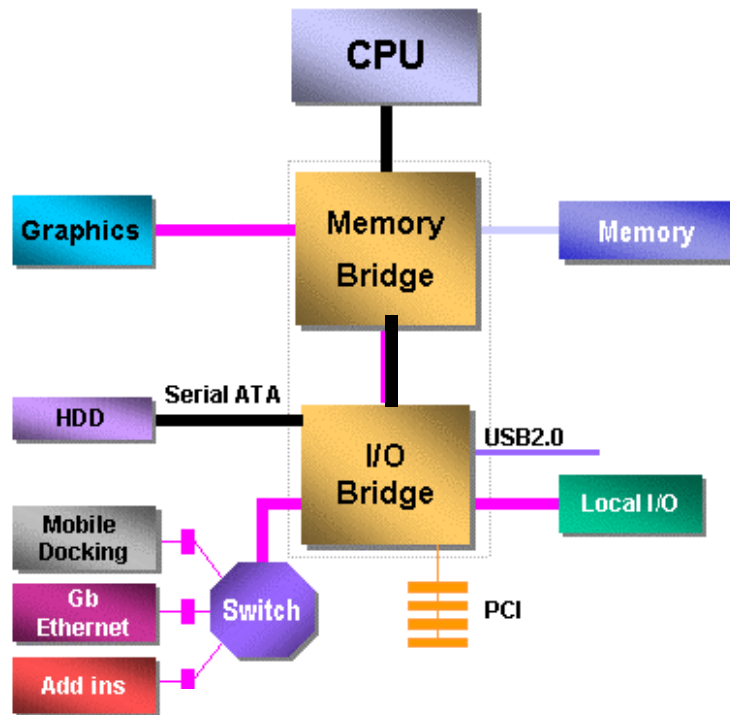 CPU
Graphics
Memory
Bridge
Memory
Serial ATA
HDD
I/O
Bridge
USB2.0
Local I/O
Mobile
Docking
Gb
Ethernet
Switch
PCI
Add ins